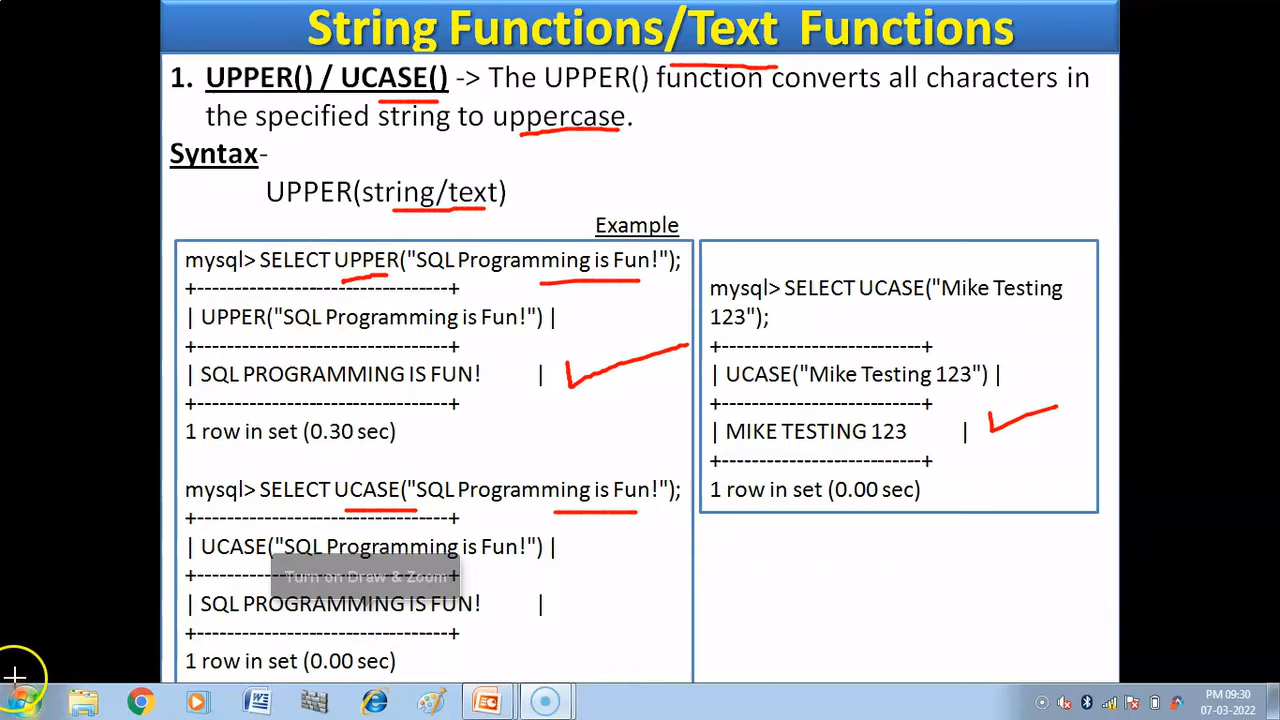 String Functions/Text Functions
1. UPPER() / UCASE() -> The UPPER() function converts all characters in
the specified string to uppercase.
Syntax-
UPPER(string/text)
Example
mysql> SELECT UPPER("SQL Programming is Fun!");
+----------------------------------+
| UPPER("SQL Programming is Fun!") |
+----------------------------------+
| SQL PROGRAMMING IS FUN! |
+----------------------------------+
1 row in set (0.30 sec)
mysql> SELECT UCASE("SQL Programming is Fun!");
+----------------------------------+
| UCASE("SQL Programming is Fun!") |
+----------------------------------+
| SQL PROGRAMMING IS FUN! |
+----------------------------------+
1 row in set (0.00 sec)
mysql> SELECT UCASE("Mike Testing
123");
+---------------------------+
| UCASE("Mike Testing 123") |
+---------------------------+
| MIKE TESTING 123 |
+---------------------------+
1 row in set (0.00 sec)
Turn on Draw & Zoom
PM 09:30
07-03-2022